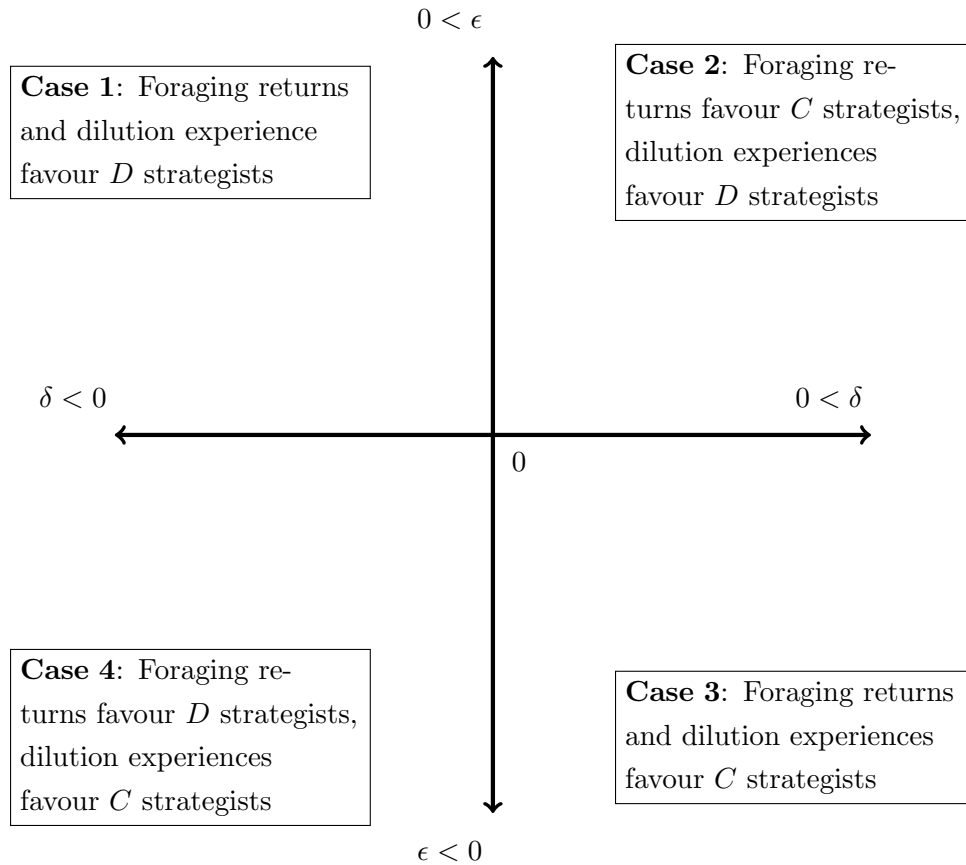 0 < ϵ
Case 1: Foraging returns
and dilution experience
favour D strategists
Case 2: Foraging re-
turns favour C strategists,
dilution experiences
favour D strategists
δ < 0
0 < δ
0
Case 4: Foraging re-
turns favour D strategists,
dilution experiences
favour C strategists
Case 3: Foraging returns
and dilution experiences
favour C strategists
ϵ < 0